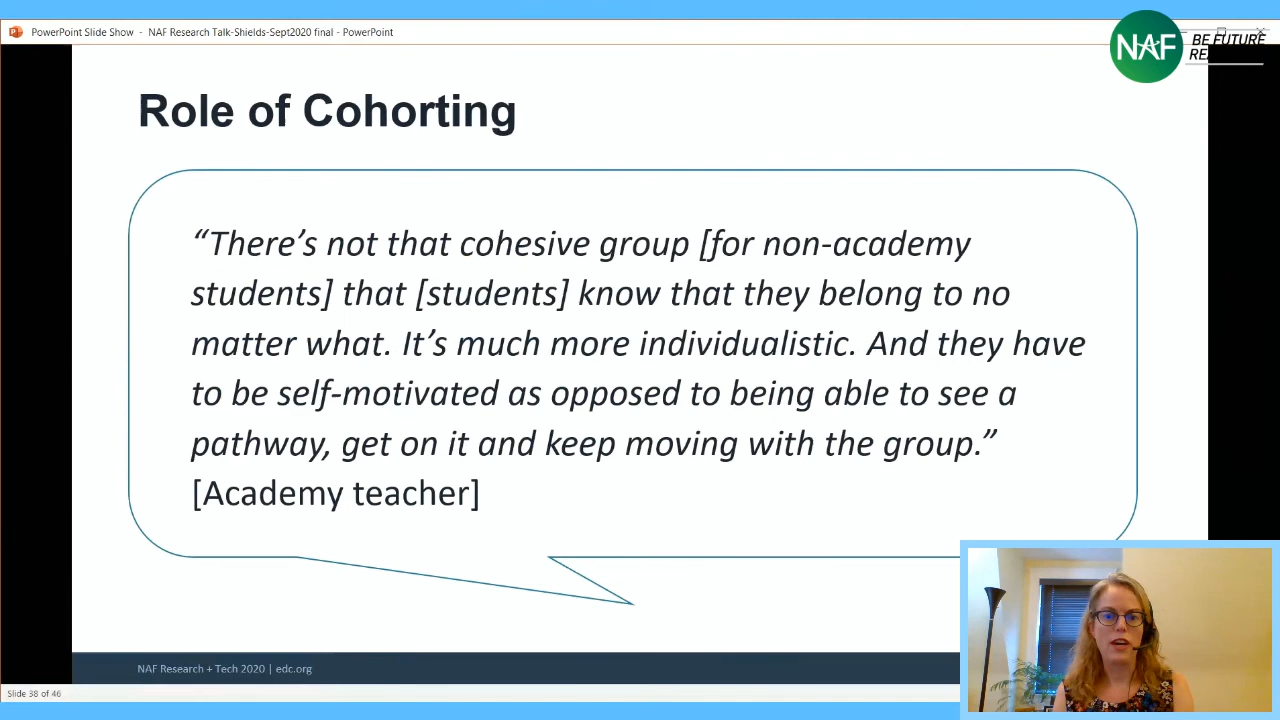 PowerPoint Slide Show - NAF Research Talk-Shields-Sept2020 final - PowerPoint
NAF
BE FUTURE
Role of Cohorting
“There’s not that cohesive group [for non-academy
students] that [students] know that they belong to no
matter what. It’s much more individualistic. And they have
to be self-motivated as opposed to being able to see a
pathway, get on it and keep moving with the group.”
[Academy teacher]
NAF Research + Tech 2020 | edc.org
Slide 38 of 46